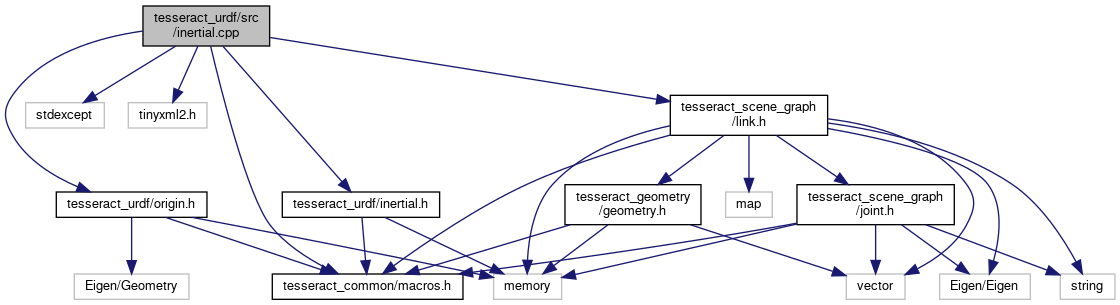 tesseract_urdf/src
/inertial.cpp
stdexcept
tinyxml2.h
tesseract_scene_graph
/link.h
tesseract_urdf/origin.h
tesseract_urdf/inertial.h
tesseract_geometry
/geometry.h
map
tesseract_scene_graph
/joint.h
Eigen/Geometry
tesseract_common/macros.h
memory
vector
Eigen/Eigen
string